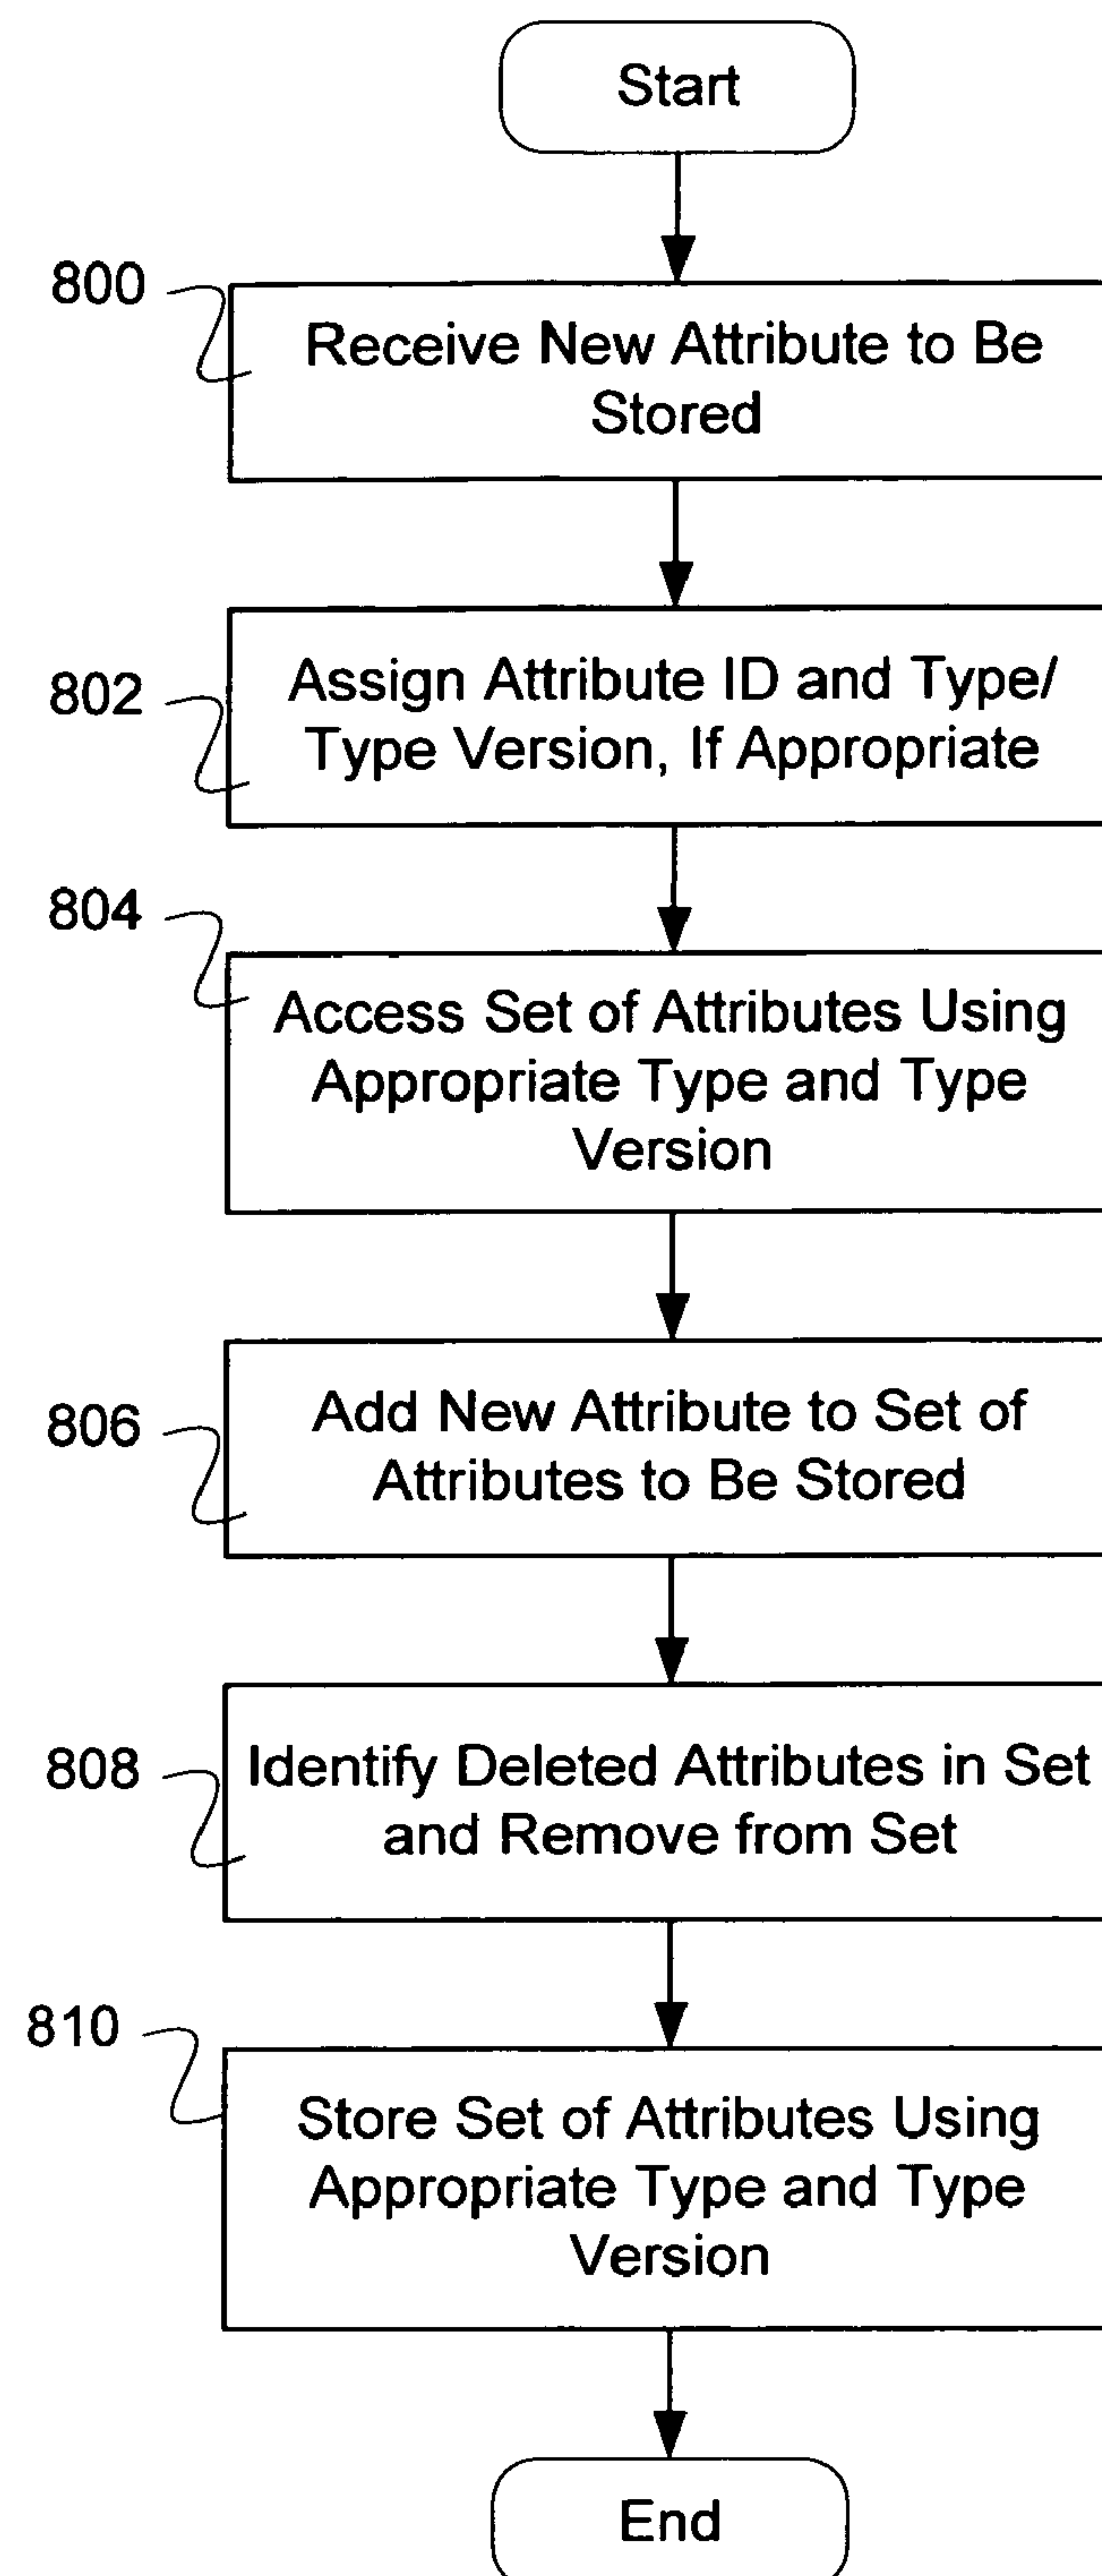 Start
800
Receive New Attribute to Be
Stored
802
Assign Attribute ID and Type/
Type Version, If Appropriate
804
Access Set of Attributes Using
Appropriate Type and Type
Version
806
Add New Attribute to Set of
Attributes to Be Stored
808
Identify Deleted Attributes in Set
and Remove from Set
810
Store Set of Attributes Using
Appropriate Type and Type
Version
End